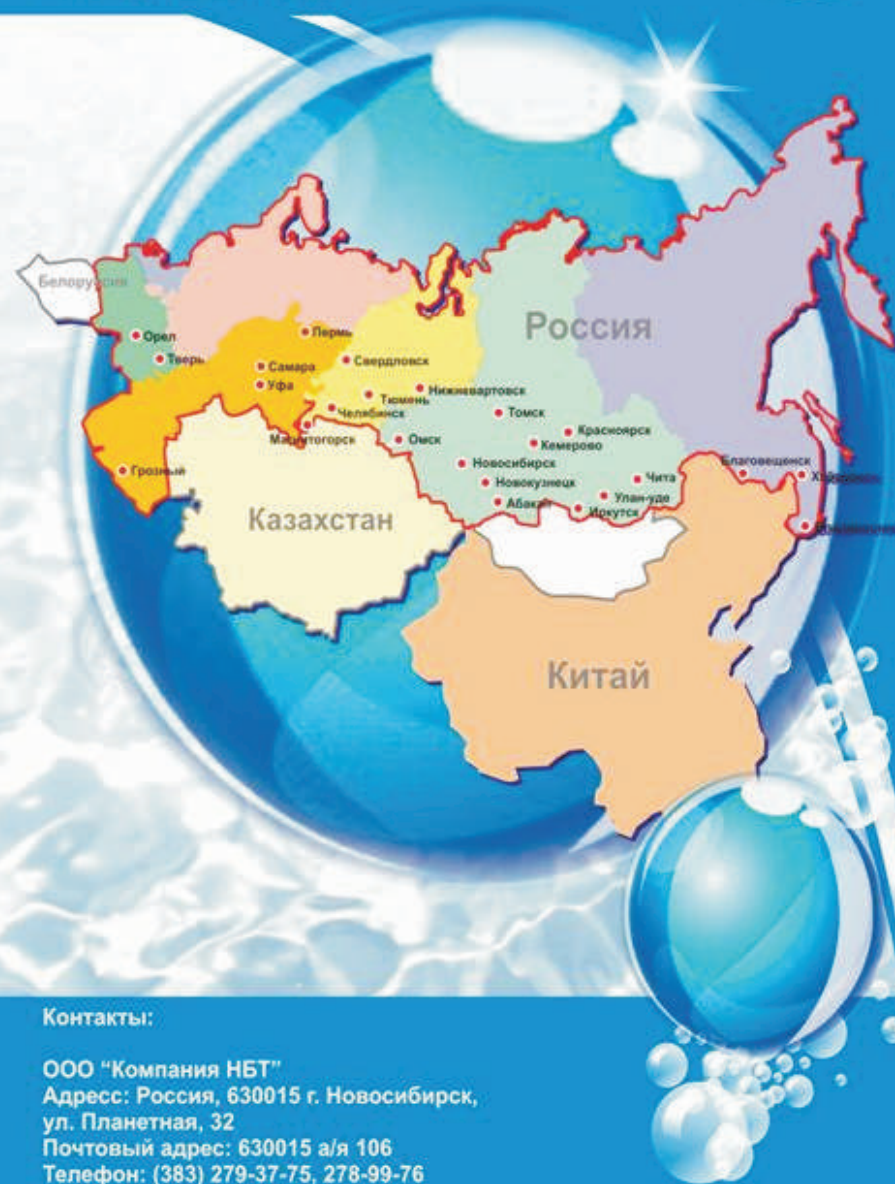 Белоруссия
Россия
Орел
Пермь
Тверь
Самара
Свердловск
Уфа
Нижневартовск
Тюмень
Челябинск
Томск
Магнитогорск
Омск
Красноярск
Кемерово
Грозный
Новосибирск
Благовещенск
Новокузнецк
Чита
Абакан
Улан-уде
Иркутск
Казахстан
Китай
Контакты:
ООО “Компания НБТ”
Адресс: Россия, 630015 г. Новосибирск,
ул. Планетная, 32
Почтовый адрес: 630015 а/я 106
Телефон: (383) 279-37-75, 278-99-76